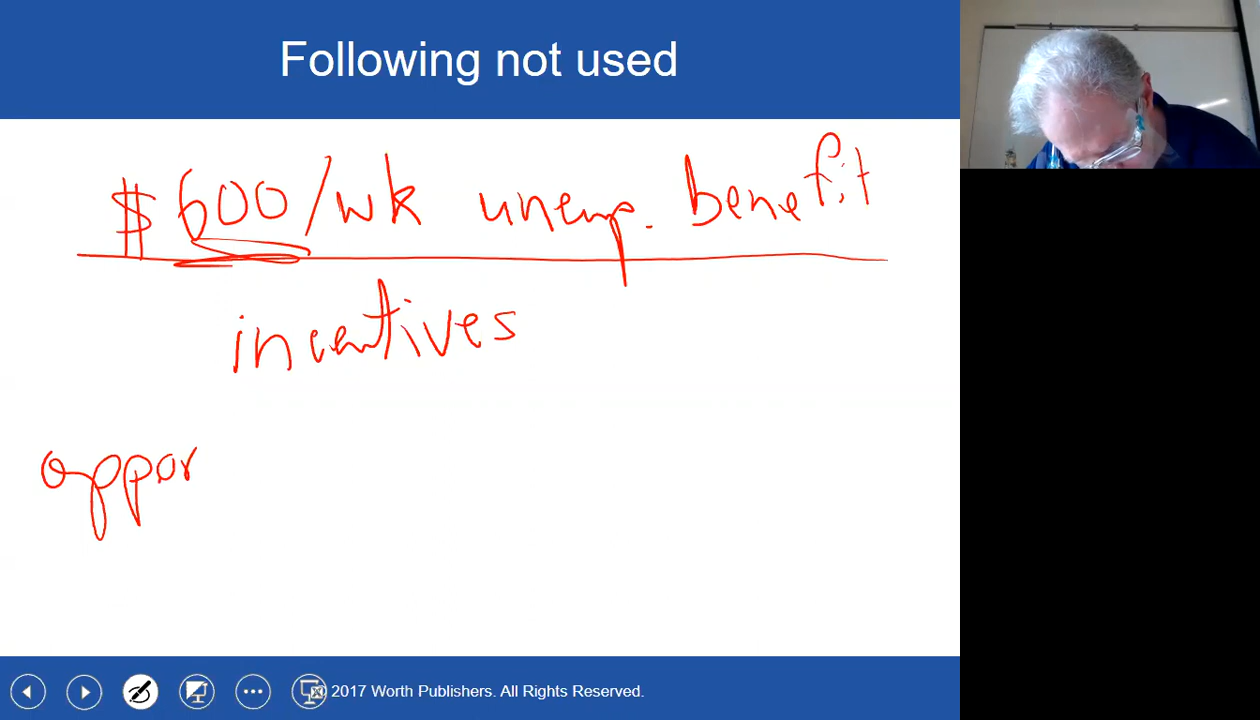 Following not used
$600/wk unemp. benefit
incentives
oppor
2017 Worth Publishers. All Rights Reserved.